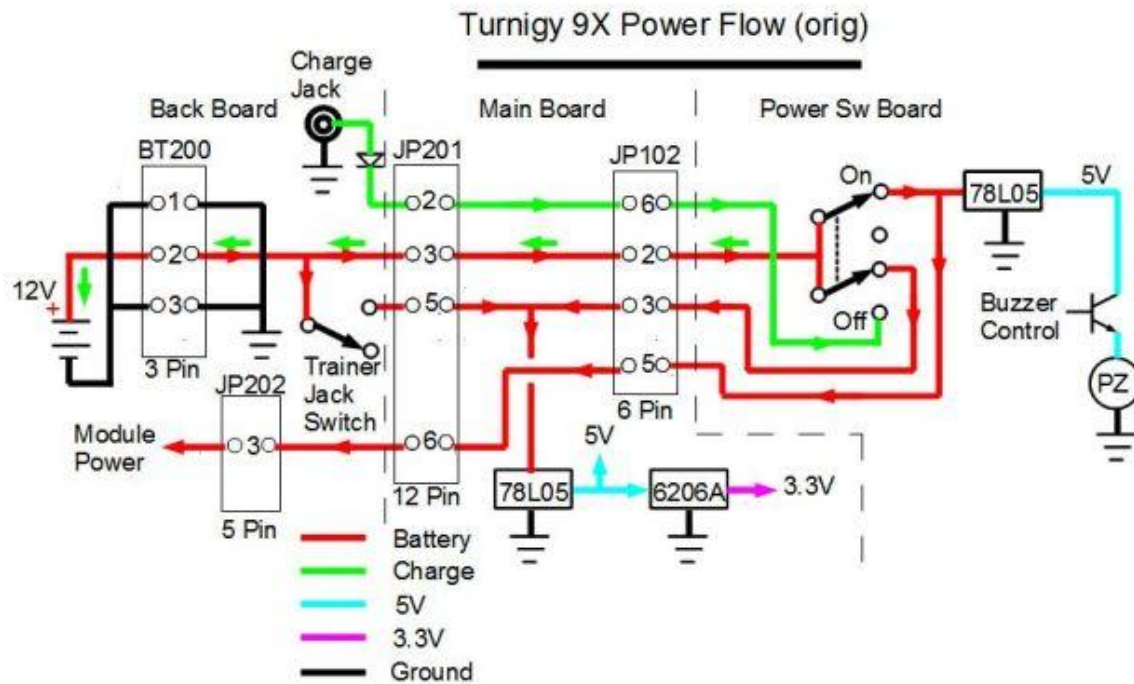 Turnigy 9X Power Flow (orig)
Charge
Jack
Back Board
Main Board
Power Sw Board
BT200
JP201
JP102
On
78L05
5V
1
2
6
2
3
2
12V
+
3
5
3
Off
Buzzer
Control
3 Pin
Trainer
Jack
Switch
5
6 Pin
PZ
JP202
Module
Power
3
6
5V
12 Pin
78L05
6206A
3.3V
5 Pin
Battery
Charge
5V
3.3V
Ground